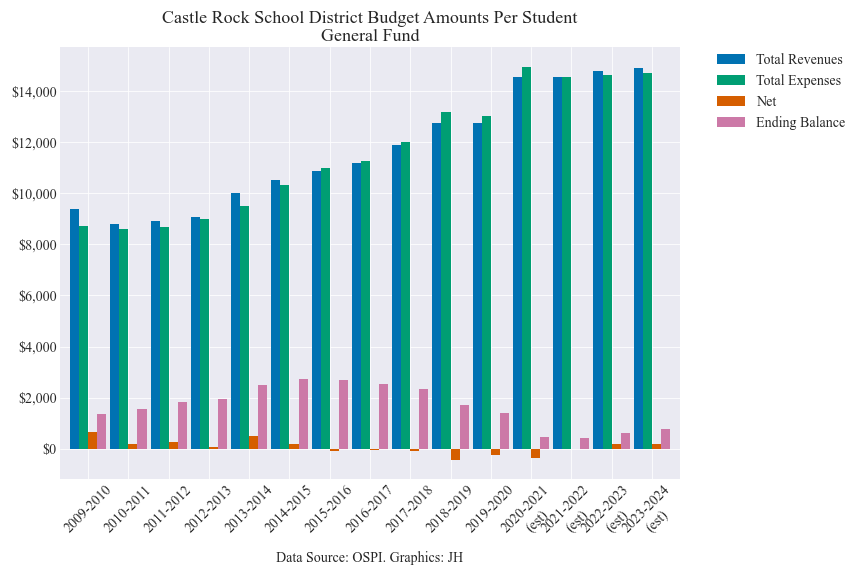 Castle Rock School District Budget Amounts Per Student
General Fund
Total Revenues
Total Expenses
Net
Ending Balance
$14,000
$12,000
$10,000
$8,000
$6,000
$4,000
$2,000
$0
2009-2010
2010-2011
2011-2012
2012-2013
2013-2014
2014-2015
2015-2016
2016-2017
2017-2018
2018-2019
2019-2020
2020-2021
(est)
2021-2022
(est)
2022-2023
(est)
2023-2024
(est)
Data Source: OSPI. Graphics: JH